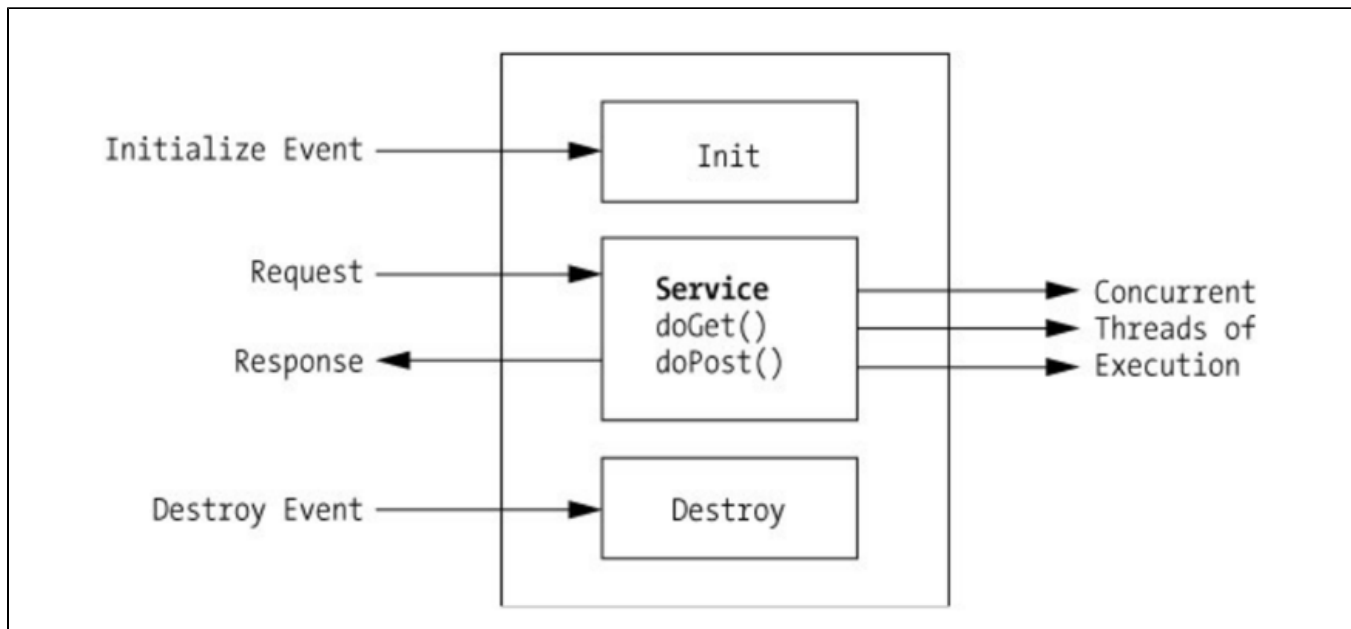 Initialize Event
Init
Request
Response
Service
doGet()
doPost()
Concurrent
Threads of
Execution
Destroy Event
Destroy